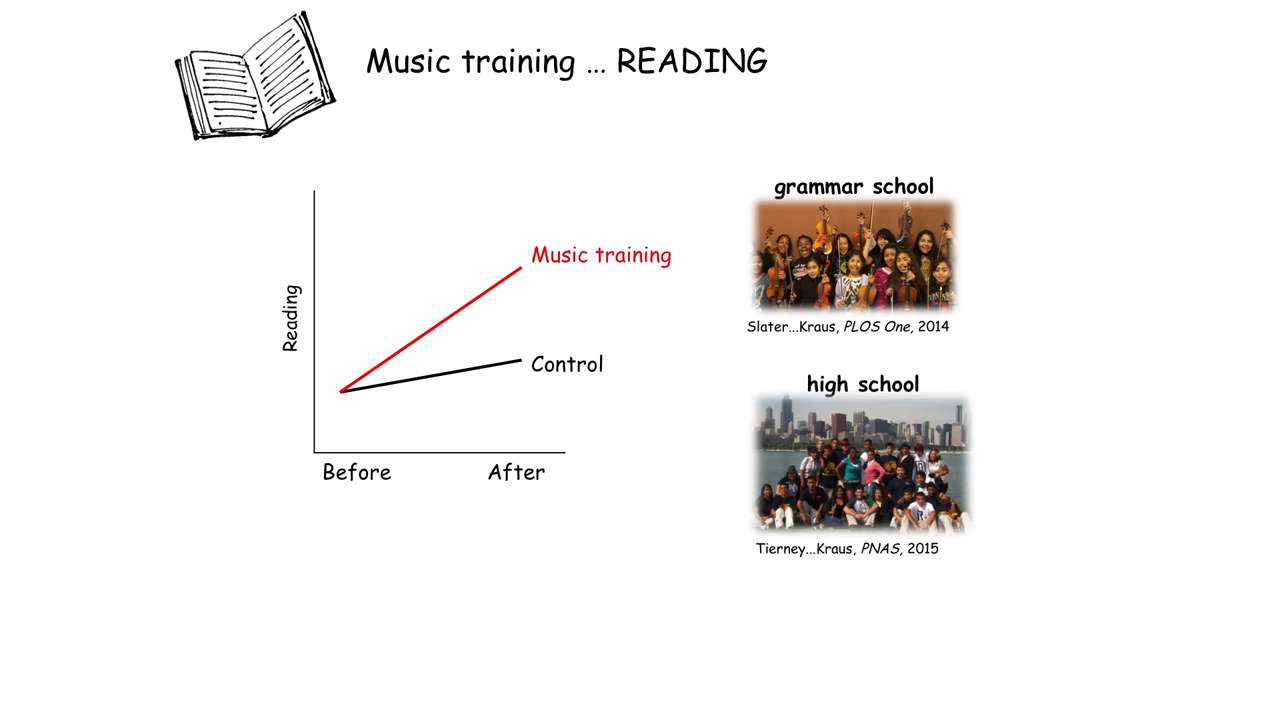 Music training ... READING
Reading
Music training
Control
Before
After
grammar school
Slater...Kraus, PLOS One, 2014
high school
Tierney...Kraus, PNAS, 2015